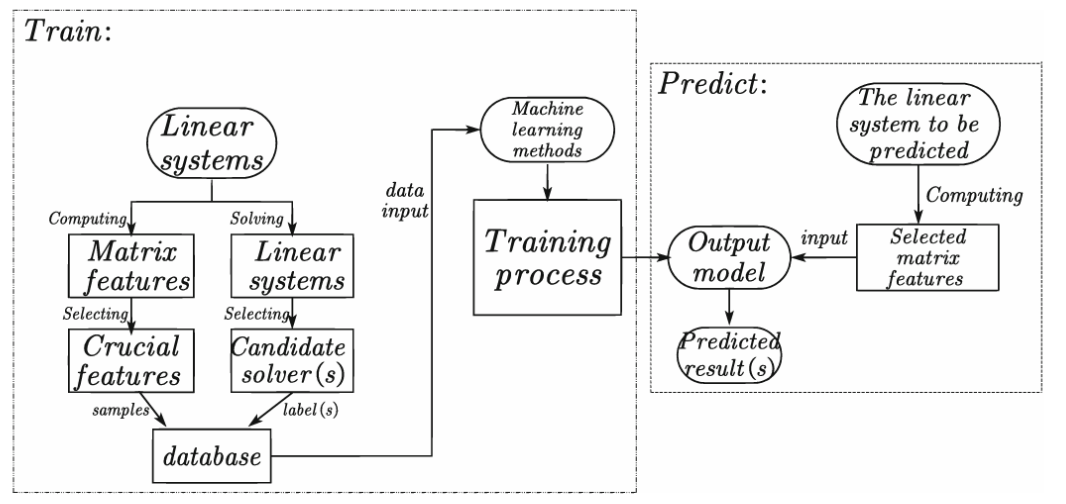 Train:
Linear
systems
Computing
Solving
Matrix
features
Linear
systems
Selecting
Selecting
Crucial
features
Candidate
solver(s)
samples
label(s)
database
data
input
Machine
learning
methods
Training
process
Predict:
The linear
system to be
predicted
Computing
Selected
matrix
features
input
Output
model
Predicted
result(s)